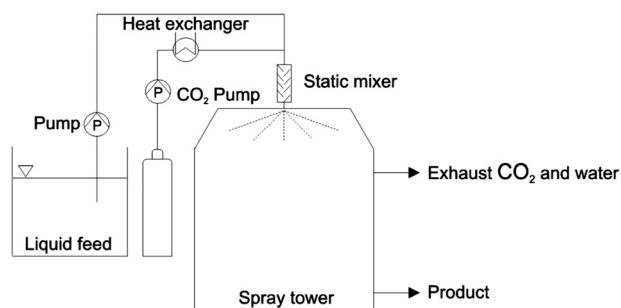 Heat exchanger
Static mixer
P
CO₂ Pump
Pump
P
Exhaust CO₂ and water
Liquid feed
Product
Spray tower